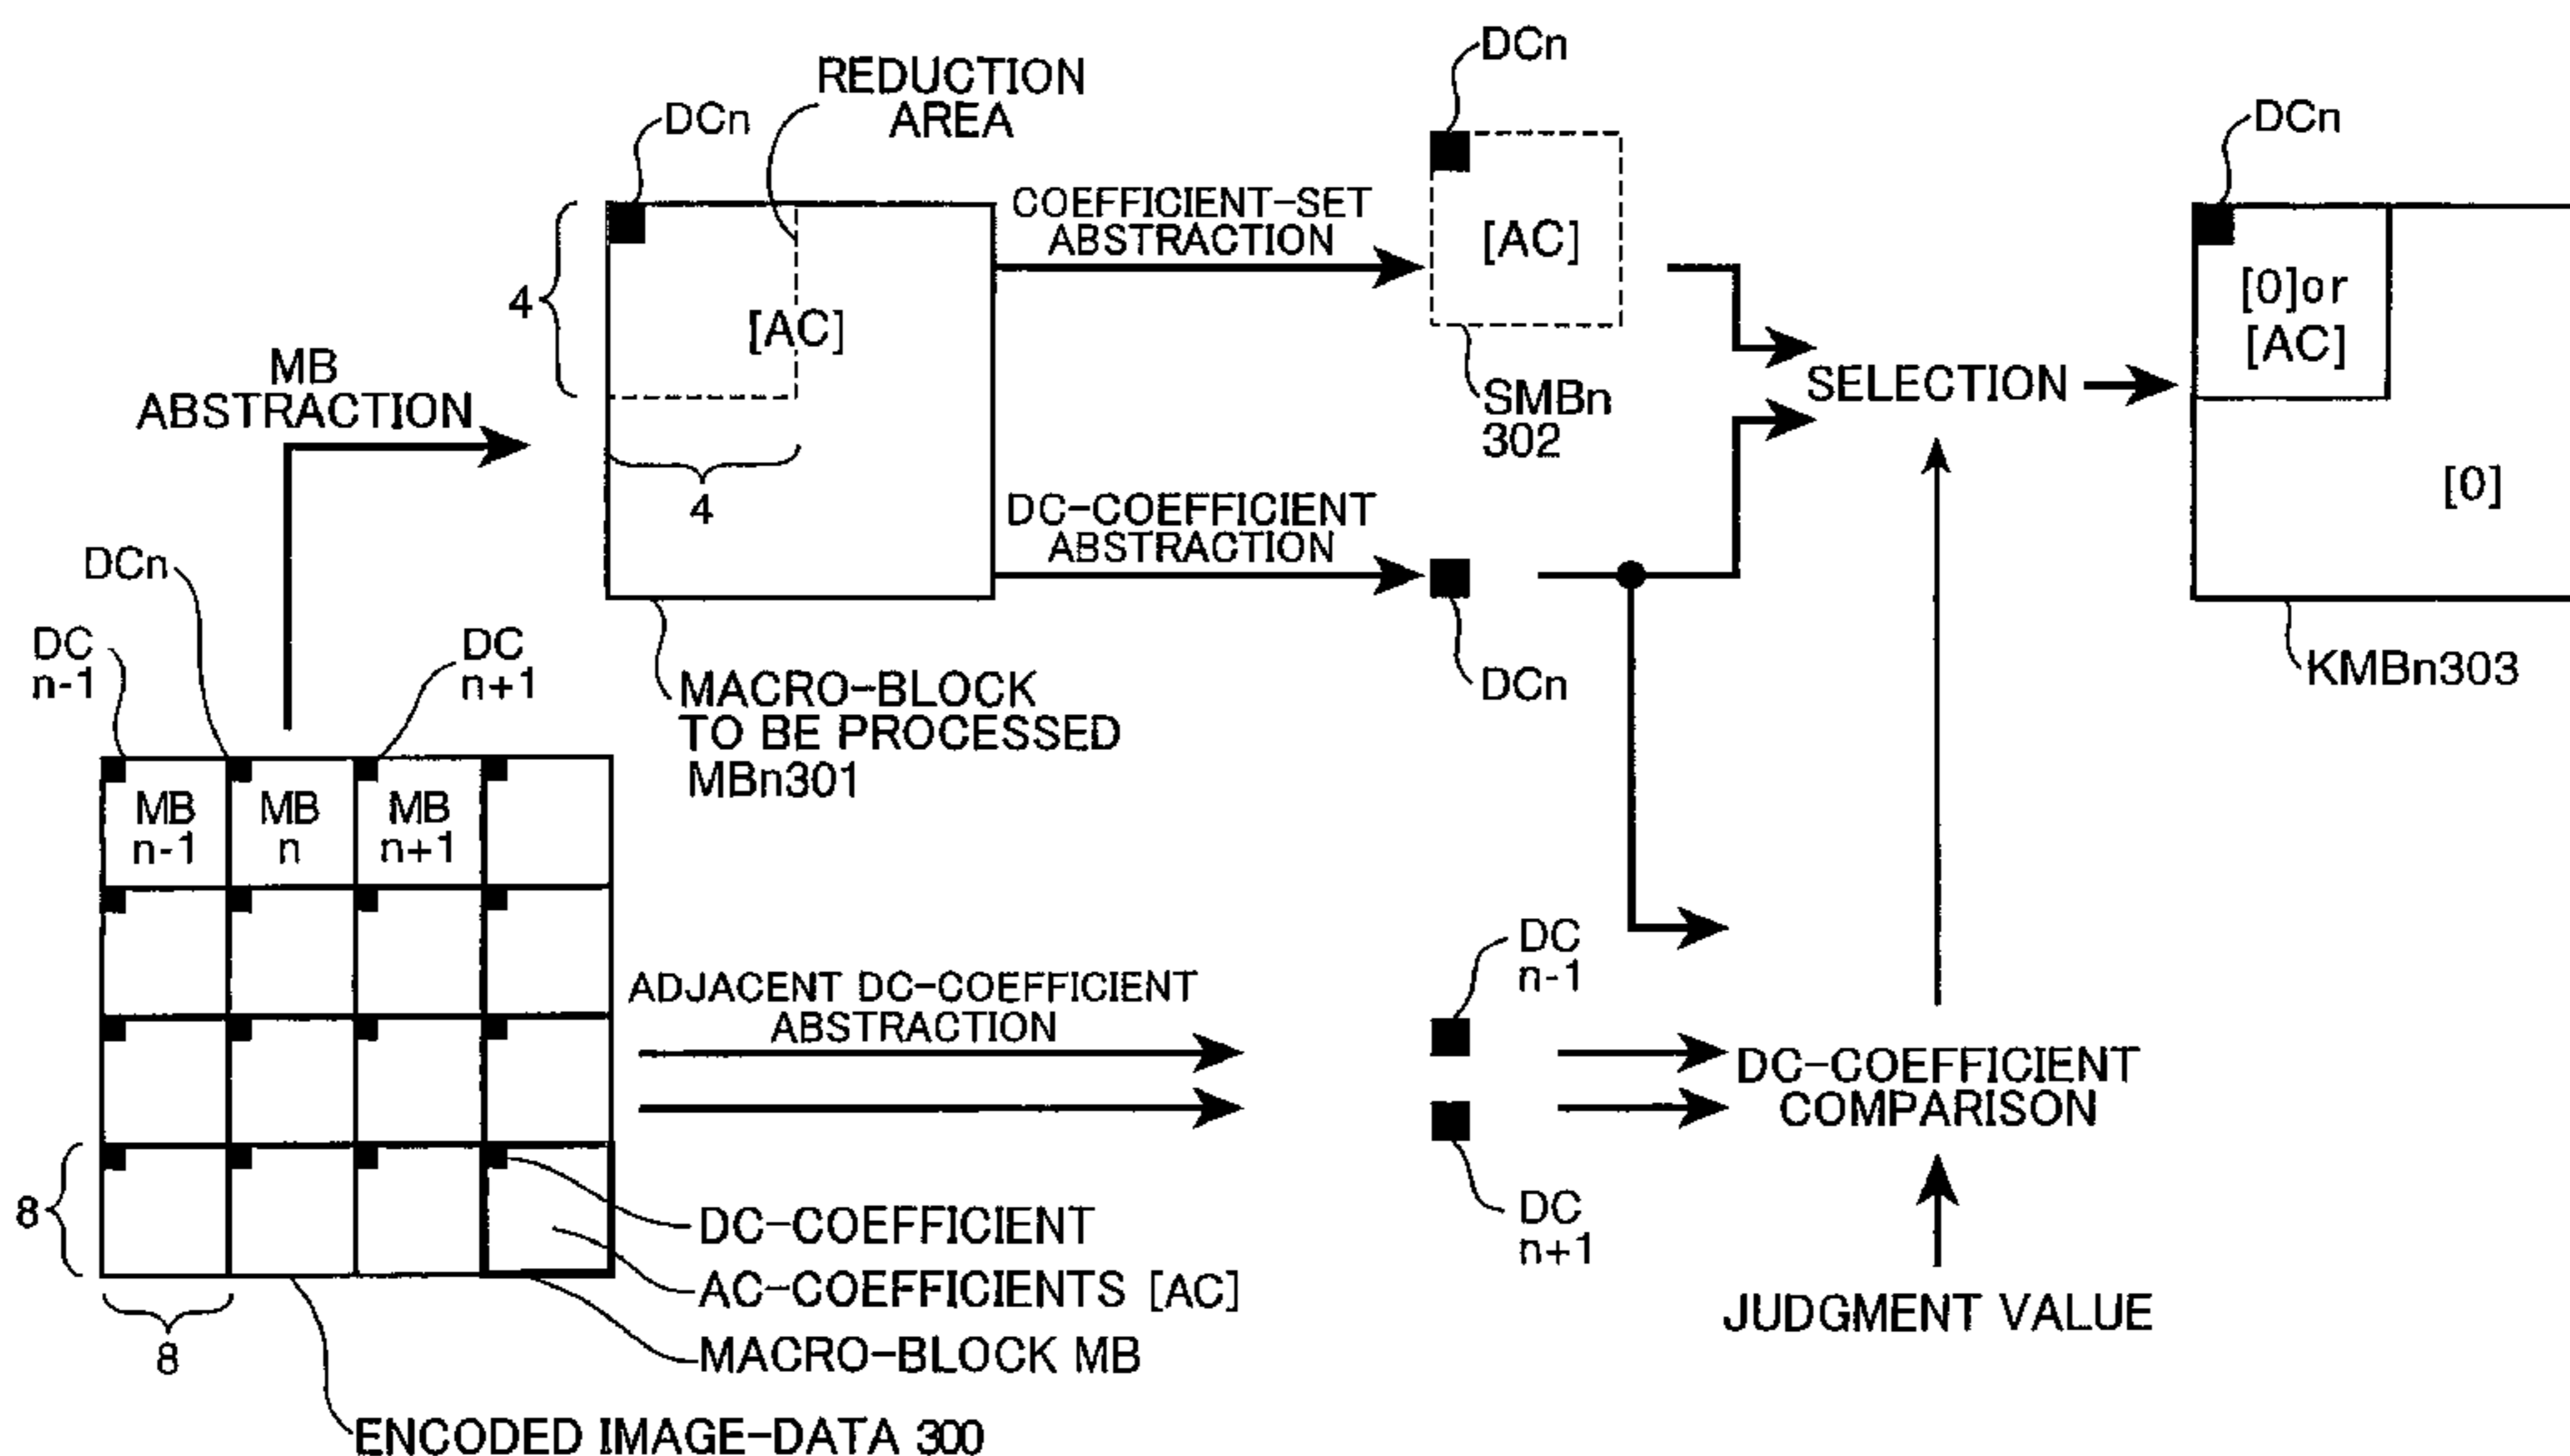 DCn
REDUCTION
AREA
DCn
DCn
COEFFICIENT-SET
ABSTRACTION
[AC]
[0]or
[AC]
4
[AC]
MB
ABSTRACTION
SMBn
302
SELECTION
[0]
4
DC-COEFFICIENT
ABSTRACTION
DCn
DC
n-1
DC
n+1
MACRO-BLOCK
TO BE PROCESSED
MBn301
DCn
KMBn303
MB
n-1
MB
n
MB
n+1
ADJACENT DC-COEFFICIENT
ABSTRACTION
DC
n-1
DC-COEFFICIENT
COMPARISON
8
8
DC-COEFFICIENT
AC-COEFFICIENTS [AC]
MACRO-BLOCK MB
DC
n+1
JUDGMENT VALUE
ENCODED IMAGE-DATA 300